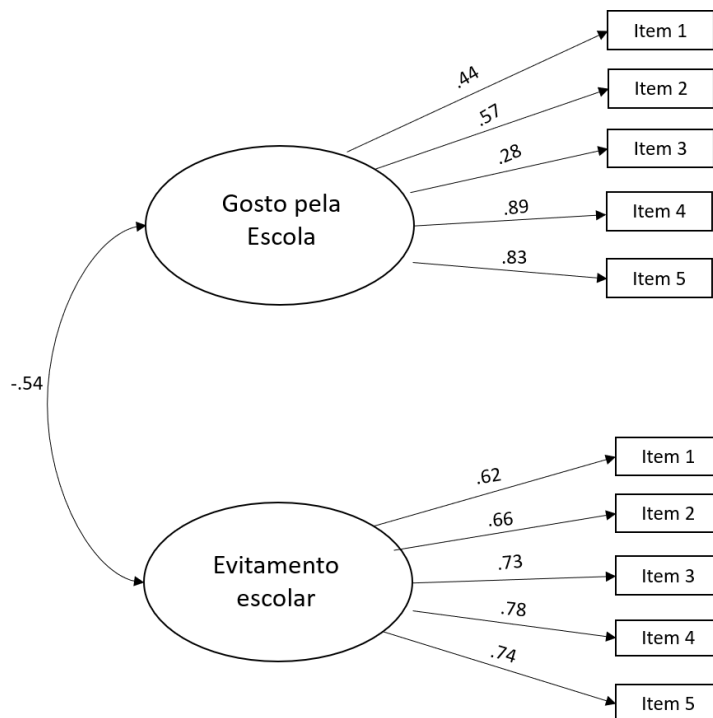 Item 1
.44
Item 2
.57
Item 3
.28
Gosto pela
Escola
.89
Item 4
.83
Item 5
-.54
Item 1
.62
Item 2
.66
Evitamento
escolar
.73
Item 3
.78
Item 4
.74
Item 5